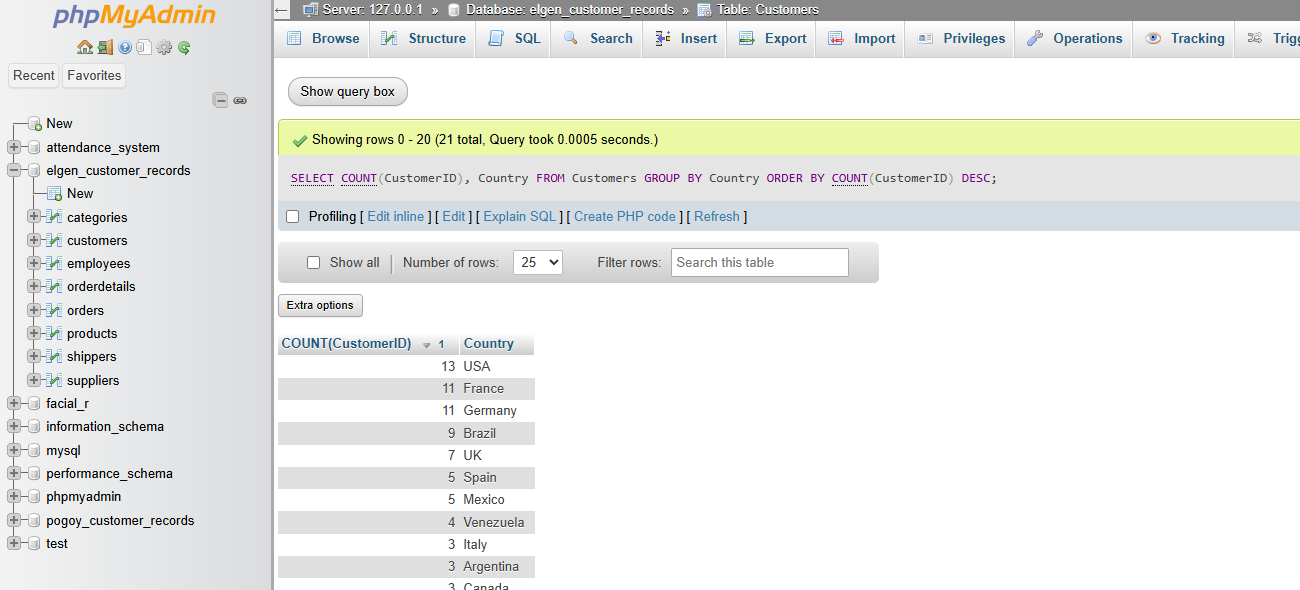 phpMyAdmin
Recent Favorites
New
attendance_system
elgen_customer_records
New
categories
customers
employees
orderdetails
orders
products
shippers
suppliers
facial_r
information_schema
mysql
performance_schema
phpmyadmin
pogoy_customer_records
test
Server: 127.0.0.1 » Database: elgen_customer_records » Table: Customers
Browse Structure SQL Search Insert Export Import Privileges Operations Tracking Trigg
Show query box
Showing rows 0 - 20 (21 total, Query took 0.0005 seconds.)
SELECT COUNT(CustomerID), Country FROM Customers GROUP BY Country ORDER BY COUNT(CustomerID) DESC;
Profiling [ Edit inline ] [ Edit ] [ Explain SQL ] [ Create PHP code ] [ Refresh ]
Show all | Number of rows: 25 Filter rows: Search this table
Extra options
COUNT(CustomerID) 1 Country
13 USA
11 France
11 Germany
9 Brazil
7 UK
5 Spain
5 Mexico
4 Venezuela
3 Italy
3 Argentina
3 Canada